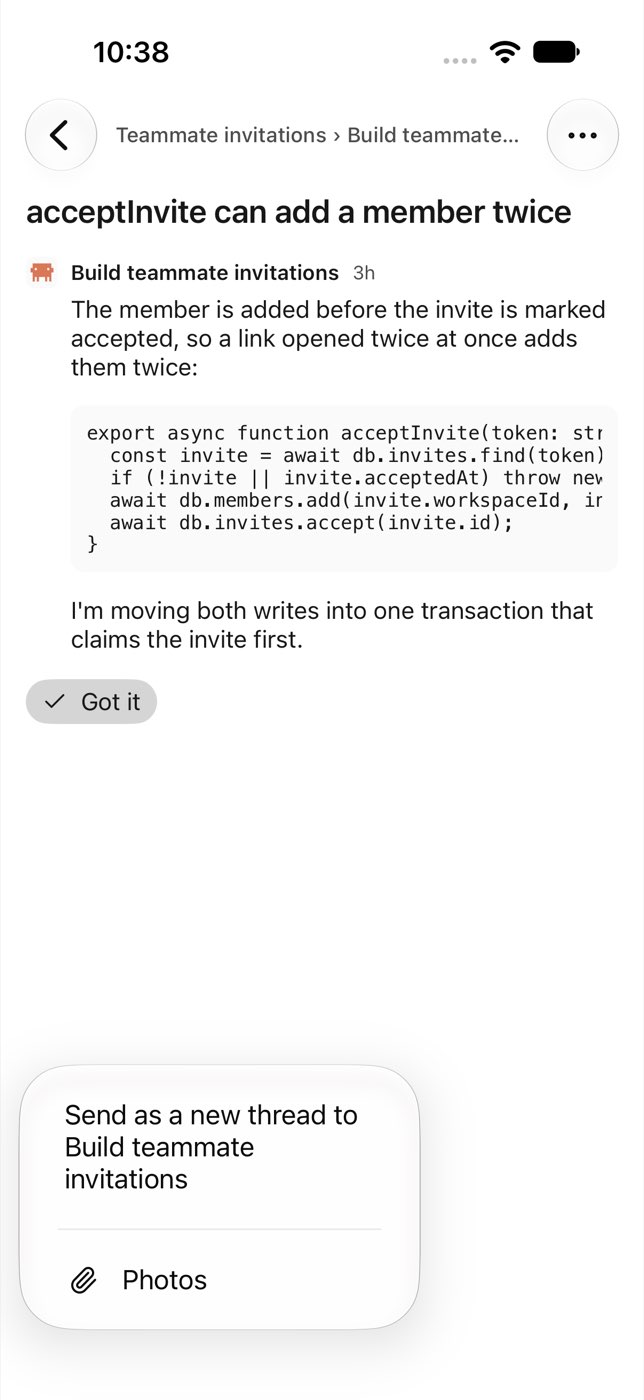 10:38
Teammate invitations › Build teammate...
acceptInvite can add a member twice
Build teammate invitations 3h
The member is added before the invite is marked
accepted, so a link opened twice at once adds
them twice:
export async function acceptInvite(token: str
  const invite = await db.invites.find(token)
  if (!invite || invite.acceptedAt) throw new
  await db.members.add(invite.workspaceId, in
  await db.invites.accept(invite.id);
}
I'm moving both writes into one transaction that
claims the invite first.
Got it
Send as a new thread to
Build teammate
invitations
Photos